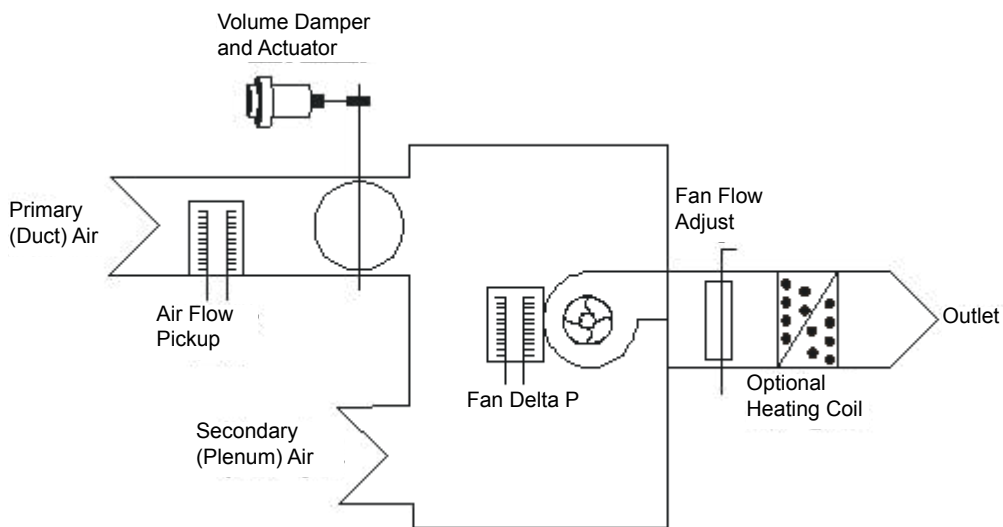 Volume Damper
and Actuator
Primary
(Duct) Air
Fan Flow
Adjust
Air Flow
Pickup
Outlet
Fan Delta P
Optional
Heating Coil
Secondary
(Plenum) Air